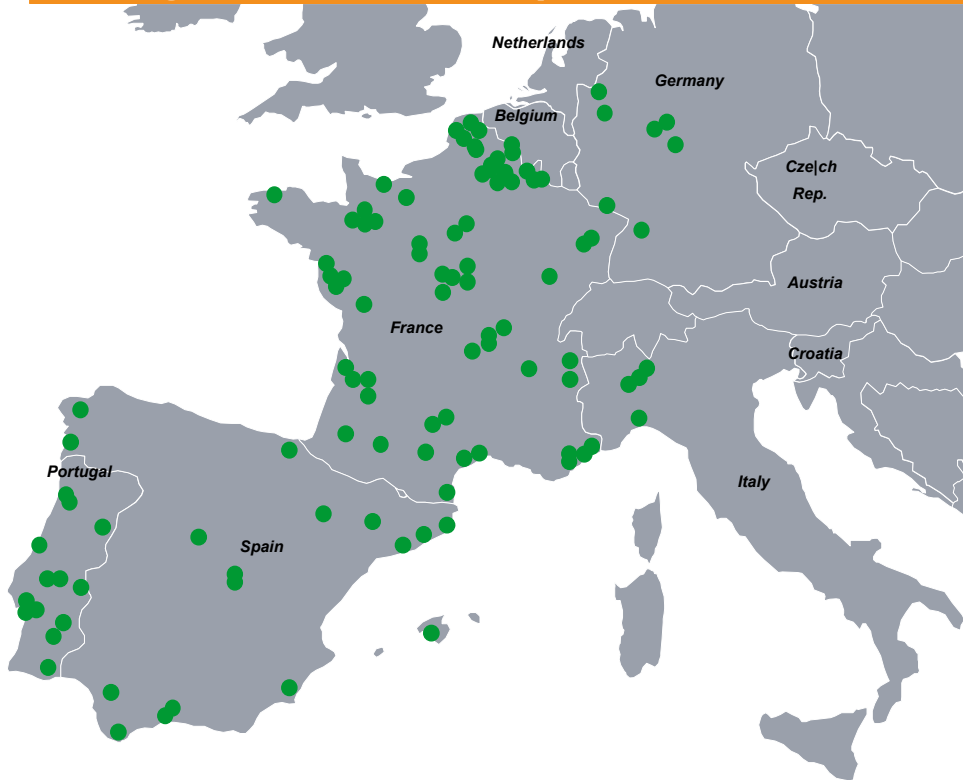 Netherlands
Germany
Belgium
Cze|ch
Rep.
Austria
France
Croatia
Portugal
Italy
Spain